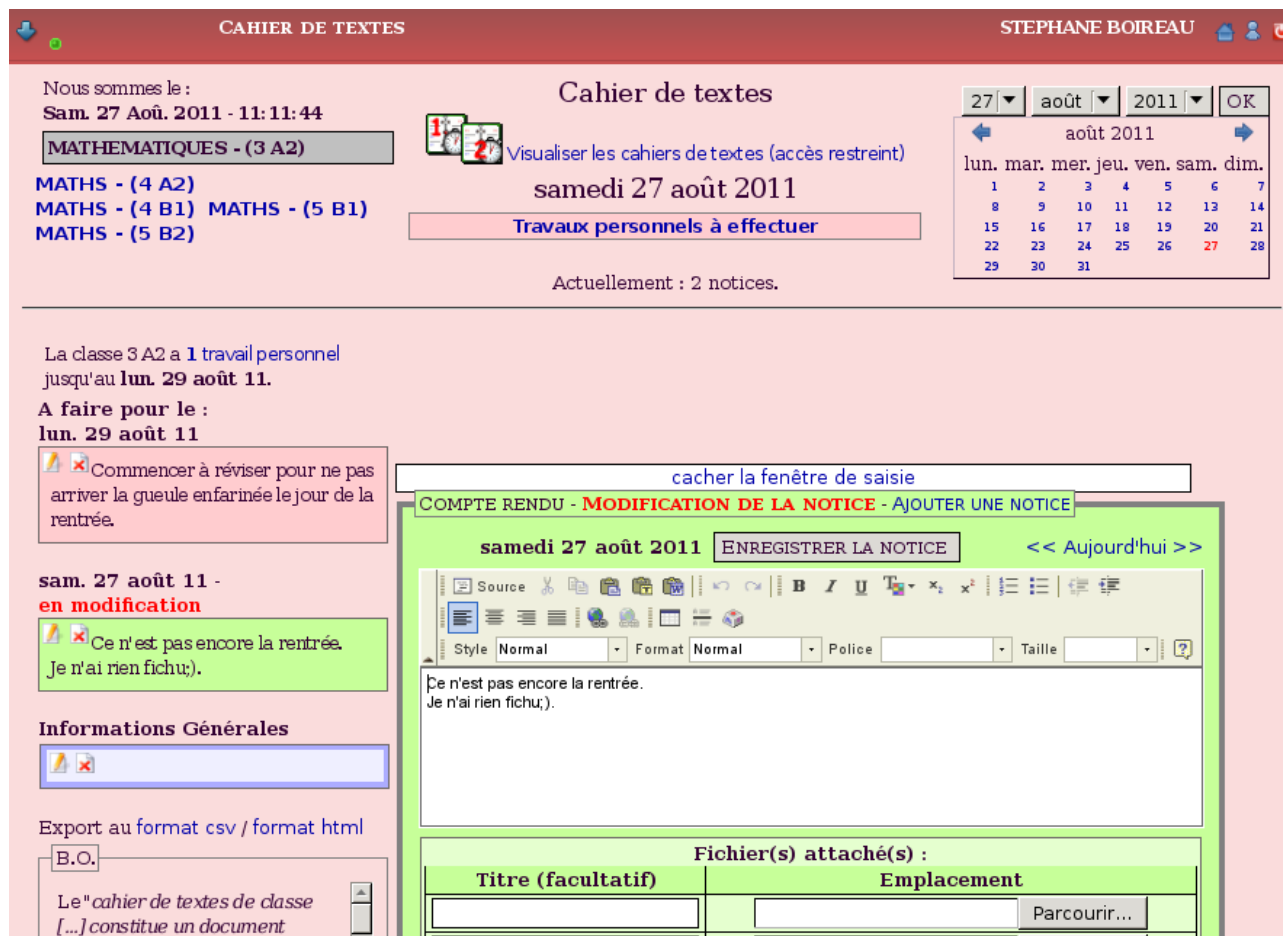 CAHIER DE TEXTES
STEPHANE BOIREAU
Nous sommes le :
Sam. 27 Aoû. 2011 - 11:11:44
MATHEMATIQUES - (3 A2)
MATHS - (4 A2)
MATHS - (4 B1) MATHS - (5 B1)
MATHS - (5 B2)
Cahier de textes
1 2
Visualiser les cahiers de textes (accès restreint)
samedi 27 août 2011
Travaux personnels à effectuer
Actuellement : 2 notices.
27 août 2011 OK
août 2011
lun. mar. mer. jeu. ven. sam. dim.
1 2 3 4 5 6 7
8 9 10 11 12 13 14
15 16 17 18 19 20 21
22 23 24 25 26 27 28
29 30 31
La classe 3 A2 a 1 travail personnel
jusqu'au lun. 29 août 11.
A faire pour le :
lun. 29 août 11
Commencer à réviser pour ne pas
arriver la gueule enfarinée le jour de la
rentrée.
sam. 27 août 11 -
en modification
Ce n'est pas encore la rentrée.
Je n'ai rien fichu;).
Informations Générales
Export au format csv / format html
B.O.
Le "cahier de textes de classe
[...] constitue un document
cacher la fenêtre de saisie
COMPTE RENDU - MODIFICATION DE LA NOTICE - AJOUTER UNE NOTICE
samedi 27 août 2011 ENREGISTRER LA NOTICE << Aujourd'hui >>
Source B I U T x2 x2
Style Normal Format Normal Police Taille ?
Ce n'est pas encore la rentrée.
Je n'ai rien fichu;).
Fichier(s) attaché(s) :
Titre (facultatif) Emplacement
Parcourir...